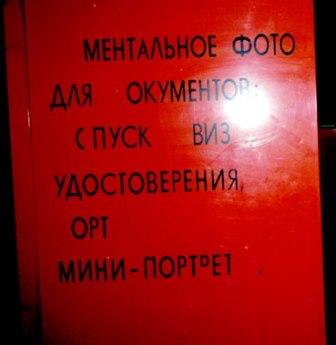 МЕНТАЛЬНОЕ ФОТО
ДЛЯ ОКУМЕНТОВ:
СПУСК ВИЗ
УДОСТОВЕРЕНИЯ,
ОРТ
МИНИ-ПОРТРЕТ